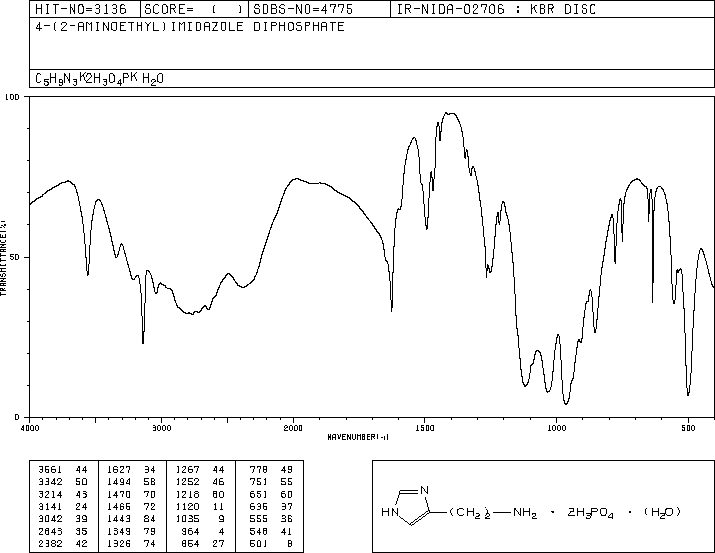 HIT-NO=3136 SCORE= ( ) SDBS-NO=4775 IR-NIDA-02706 : KBR DISC
4-(2-AMINOETHYL)IMIDAZOLE DIPHOSPHATE
C5H9N3*2H3O4P*H2O
100
TRANSMITTANCE(%)
50
0
4000 3000 2000 1500 1000 500
WAVENUMBER(-1)
3561 44 1627 34 1267 44 778 49
3342 50 1494 58 1252 46 751 55
3214 43 1470 70 1218 60 651 60
3141 24 1466 72 1120 11 636 37
3042 39 1443 84 1035 9 555 36
2843 35 1349 79 964 4 548 41
2382 42 1326 74 854 27 501 8
N
HN (CH2)2 NH2 · 2H3PO4 · (H2O)